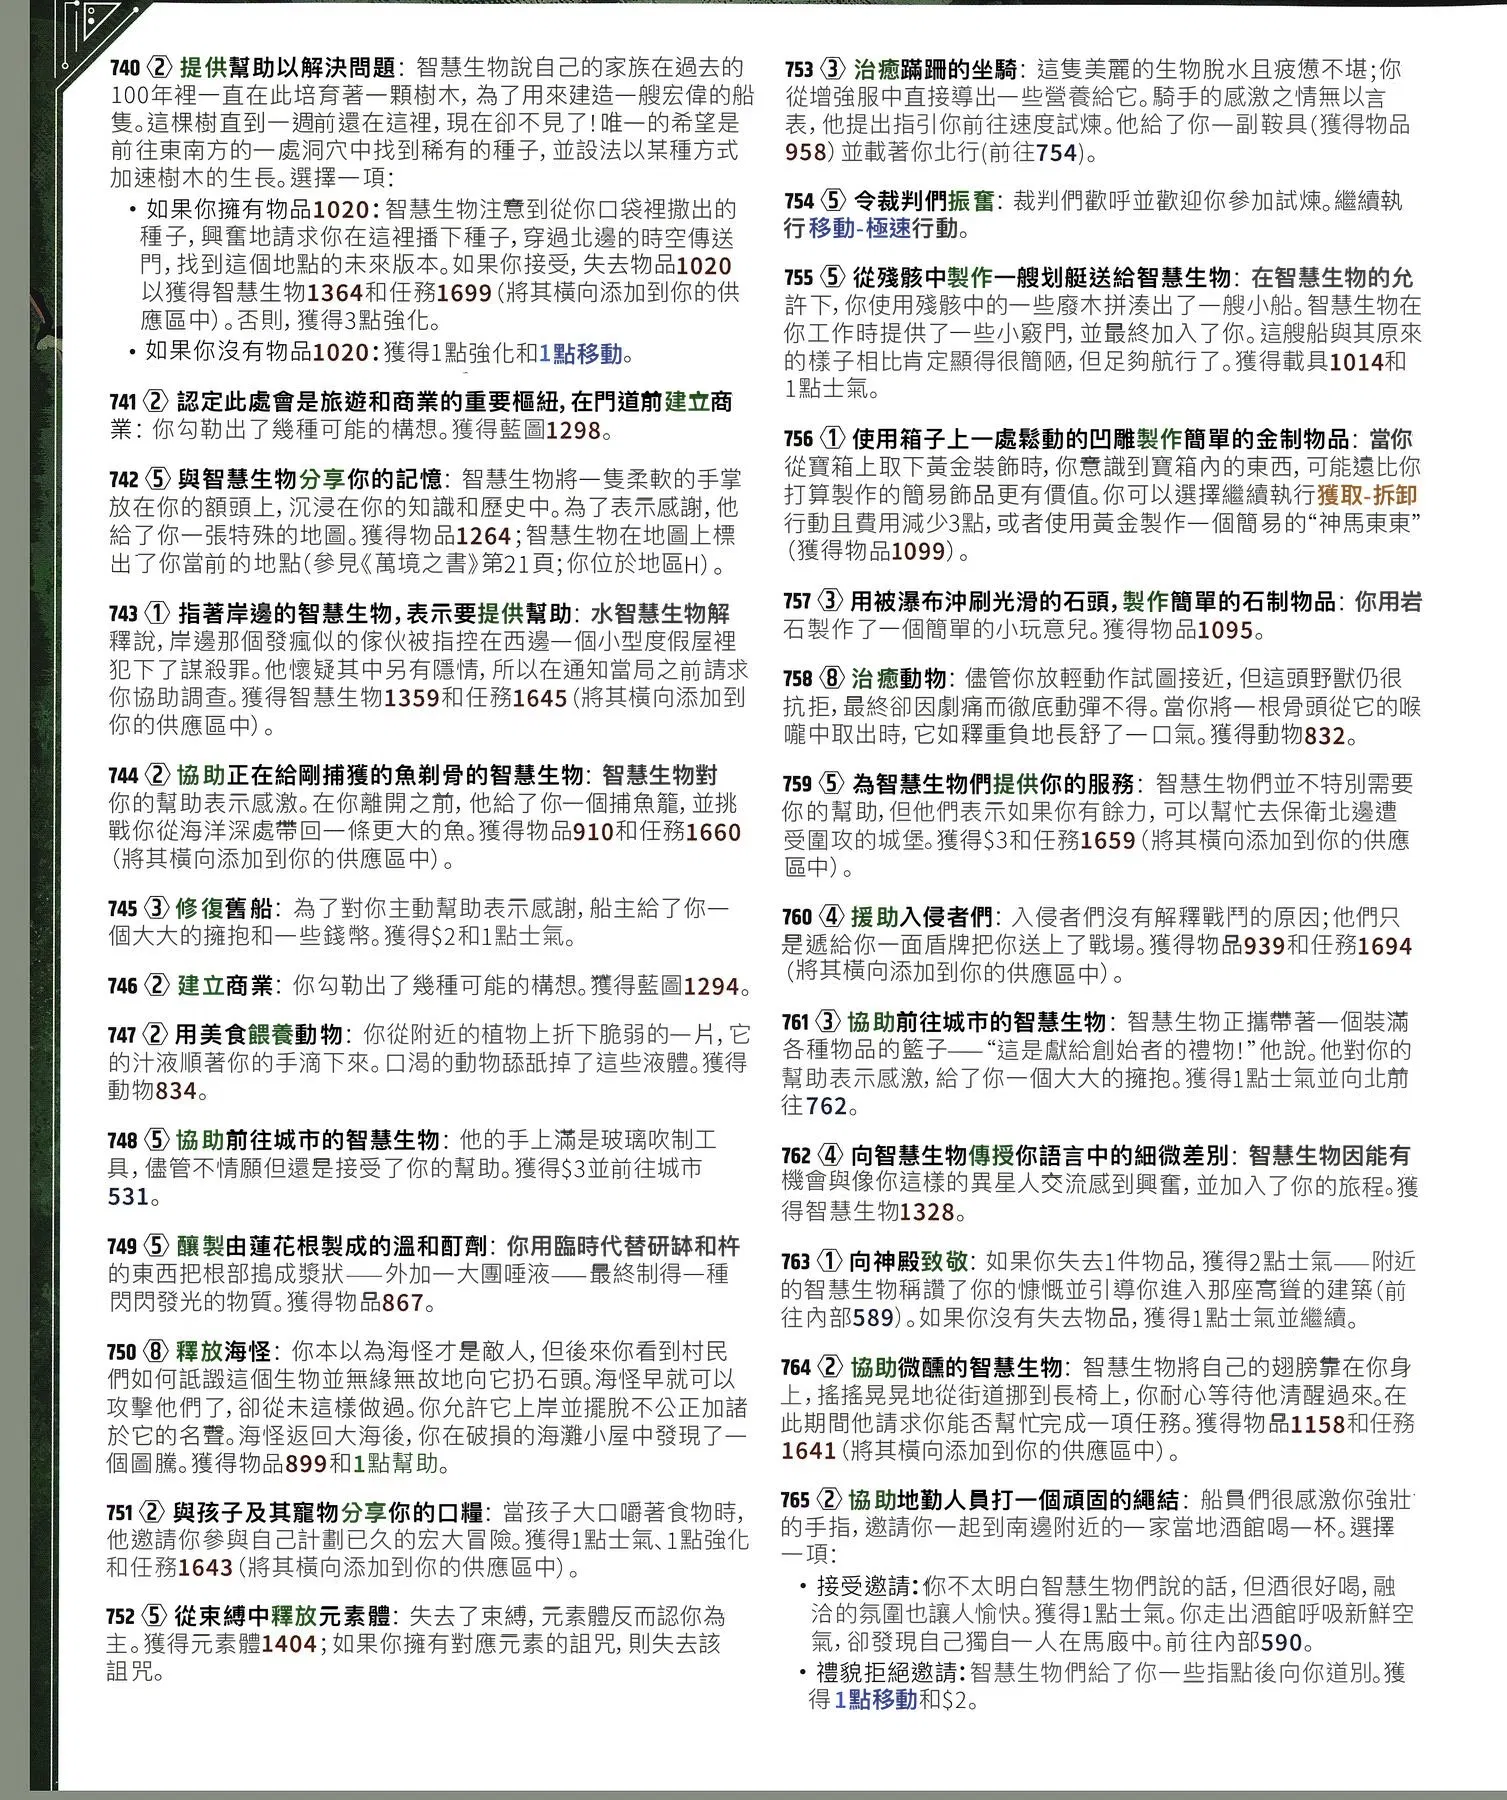 740 ② 提供幫助以解決問題：智慧生物說自己的家族在過去的
100年裡一直在此培育著一顆樹木，為了用來建造一艘宏偉的船
隻。這棵樹直到一週前還在這裡，現在卻不見了！唯一的希望是
前往東南方的一處洞穴中找到稀有的種子，並設法以某種方式
加速樹木的生長。選擇一項：
・如果你擁有物品1020：智慧生物注意到從你口袋裡撒出的
種子，興奮地請求你在這裡播下種子，穿過北邊的時空傳送
門，找到這個地點的未來版本。如果你接受，失去物品1020
以獲得智慧生物1364和任務1699（將其橫向添加到你的供
應區中）。否則，獲得3點強化。
・如果你沒有物品1020：獲得1點強化和1點移動。
741 ② 認定此處會是旅遊和商業的重要樞紐，在門道前建立商
業：你勾勒出了幾種可能的構想。獲得藍圖1298。
742 ⑤ 與智慧生物分享你的記憶：智慧生物將一隻柔軟的手掌
放在你的額頭上，沉浸在你的知識和歷史中。為了表示感謝，他
給了你一張特殊的地圖。獲得物品1264；智慧生物在地圖上標
出了你當前的地點（參見《萬境之書》第21頁；你位於地區H）。
743 ① 指著岸邊的智慧生物，表示要提供幫助：水智慧生物解
釋說，岸邊那個發瘋似的傢伙被指控在西邊一個小型度假屋裡
犯下了謀殺罪。他懷疑其中另有隱情，所以在通知當局之前請求
你協助調查。獲得智慧生物1359和任務1645（將其橫向添加到
你的供應區中）。
744 ② 協助正在給剛捕獲的魚剃骨的智慧生物：智慧生物對
你的幫助表示感激。在你離開之前，他給了你一個捕魚籠，並挑
戰你從海洋深處帶回一條更大的魚。獲得物品910和任務1660
（將其橫向添加到你的供應區中）。
745 ③ 修復舊船：為了對你主動幫助表示感謝，船主給了你一
個大大的擁抱和一些錢幣。獲得$2和1點士氣。
746 ② 建立商業：你勾勒出了幾種可能的構想。獲得藍圖1294。
747 ② 用美食餵養動物：你從附近的植物上折下脆弱的一片，它
的汁液順著你的手滴下來。口渴的動物舔舐掉了這些液體。獲得
動物834。
748 ⑤ 協助前往城市的智慧生物：他的手上滿是玻璃吹制工
具，儘管不情願但還是接受了你的幫助。獲得$3並前往城市
531。
749 ⑤ 釀製由蓮花根製成的溫和酊劑：你用臨時代替研缽和杵
的東西把根部搗成漿狀——外加一大團唾液——最終制得一種
閃閃發光的物質。獲得物品867。
750 ⑧ 釋放海怪：你本以為海怪才是敵人，但後來你看到村民
們如何詆譭這個生物並無緣無故地向它扔石頭。海怪早就可以
攻擊他們了，卻從未這樣做過。你允許它上岸並擺脫不公正加諸
於它的名聲。海怪返回大海後，你在破損的海灘小屋中發現了一
個圖騰。獲得物品899和1點幫助。
751 ② 與孩子及其寵物分享你的口糧：當孩子大口嚼著食物時，
他邀請你參與自己計劃已久的宏大冒險。獲得1點士氣、1點強化
和任務1643（將其橫向添加到你的供應區中）。
752 ⑤ 從束縛中釋放元素體：失去了束縛，元素體反而認你為
主。獲得元素體1404；如果你擁有對應元素的詛咒，則失去該
詛咒。
753 ③ 治癒蹣跚的坐騎：這隻美麗的生物脫水且疲憊不堪；你
從增強服中直接導出一些營養給它。騎手的感激之情無以言
表，他提出指引你前往速度試煉。他給了你一副鞍具（獲得物品
958）並載著你北行（前往754）。
754 ⑤ 令裁判們振奮：裁判們歡呼並歡迎你參加試煉。繼續執
行移動-極速行動。
755 ⑤ 從殘骸中製作一艘划艇送給智慧生物：在智慧生物的允
許下，你使用殘骸中的一些廢木拼湊出了一艘小船。智慧生物在
你工作時提供了一些小竅門，並最終加入了你。這艘船與其原來
的樣子相比肯定顯得很簡陋，但足夠航行了。獲得載具1014和
1點士氣。
756 ① 使用箱子上一處鬆動的凹雕製作簡單的金制物品：當你
從寶箱上取下黃金裝飾時，你意識到寶箱內的東西，可能遠比你
打算製作的簡易飾品更有價值。你可以選擇繼續執行獲取-拆卸
行動且費用減少3點，或者使用黃金製作一個簡易的“神馬東東”
（獲得物品1099）。
757 ③ 用被瀑布沖刷光滑的石頭，製作簡單的石制物品：你用岩
石製作了一個簡單的小玩意兒。獲得物品1095。
758 ⑧ 治癒動物：儘管你放輕動作試圖接近，但這頭野獸仍很
抗拒，最終卻因劇痛而徹底動彈不得。當你將一根骨頭從它的喉
嚨中取出時，它如釋重負地長舒了一口氣。獲得動物832。
759 ⑤ 為智慧生物們提供你的服務：智慧生物們並不特別需要
你的幫助，但他們表示如果你有餘力，可以幫忙去保衛北邊遭
受圍攻的城堡。獲得$3和任務1659（將其橫向添加到你的供應
區中）。
760 ④ 援助入侵者們：入侵者們沒有解釋戰鬥的原因；他們只
是遞給你一面盾牌把你送上了戰場。獲得物品939和任務1694
（將其橫向添加到你的供應區中）。
761 ③ 協助前往城市的智慧生物：智慧生物正攜帶著一個裝滿
各種物品的籃子——“這是獻給創始者的禮物！”他說。他對你的
幫助表示感激，給了你一個大大的擁抱。獲得1點士氣並向北前
往762。
762 ④ 向智慧生物傳授你語言中的細微差別：智慧生物因能有
機會與像你這樣的異星人交流感到興奮，並加入了你的旅程。獲
得智慧生物1328。
763 ① 向神殿致敬：如果你失去1件物品，獲得2點士氣——附近
的智慧生物稱讚了你的慷慨並引導你進入那座高聳的建築（前
往內部589）。如果你沒有失去物品，獲得1點士氣並繼續。
764 ② 協助微醺的智慧生物：智慧生物將自己的翅膀靠在你身
上，搖搖晃晃地從街道挪到長椅上，你耐心等待他清醒過來。在
此期間他請求你能否幫忙完成一項任務。獲得物品1158和任務
1641（將其橫向添加到你的供應區中）。
765 ② 協助地勤人員打一個頑固的繩結：船員們很感激你強壯
的手指，邀請你一起到南邊附近的一家當地酒館喝一杯。選擇
一項：
・接受邀請：你不太明白智慧生物們說的話，但酒很好喝，融
洽的氛圍也讓人愉快。獲得1點士氣。你走出酒館呼吸新鮮空
氣，卻發現自己獨自一人在馬廄中。前往內部590。
・禮貌拒絕邀請：智慧生物們給了你一些指點後向你道別。獲
得1點移動和$2。